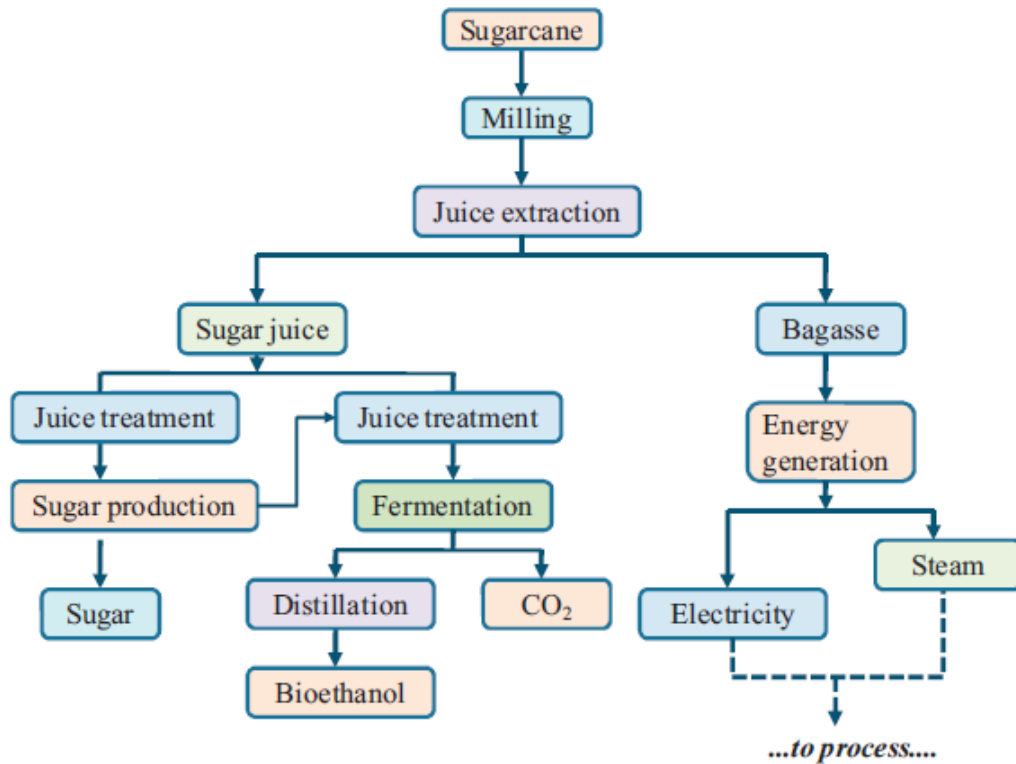 Sugarcane
Milling
Juice extraction
Sugar juice
Bagasse
Juice treatment
Juice treatment
Energy
generation
Sugar production
Fermentation
Steam
Sugar
Distillation
CO₂
Electricity
Bioethanol
...to process....